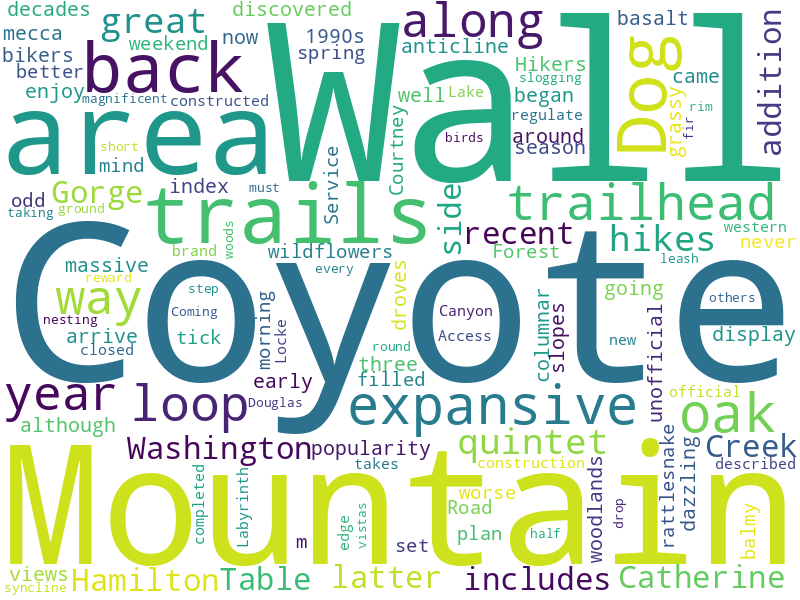 decades
great
discovered
along
basalt
addition
mecca
weekend
now
1990s
anticline
Wall
Dog
bikers
back
spring
Hikers
came
better
enjoy
magnificent
constructed
well
Lake
slogging
began
regulate
grassy
rim
fir
area
short
mind
Courtney
birds
around
season
odd
Gorge
index
must
Service
trails
side
trailhead
taking
ground
woods
recent
hikes
western
never
massive
brand
wildflowers
Forest
leash
reward
every
way
step
droves
going
others
nesting
Coming
Canyon
columnar
slopes
arrive
tick
morning
Locke
Access
new
unofficial
display
closed
round
three
Coyote
year
loop
early
filled
expansive
official
oak
although
Douglas
Washington
popularity
quintet
rattlesnake
dazzling
Creek
Mountain
completed
Labyrinth
takes
construction
woodlands
described
worse
edge
vistas
Road
drop
balmy
m
set
plan
half
views
syncline
Hamilton
Table
latter
includes
Catherine